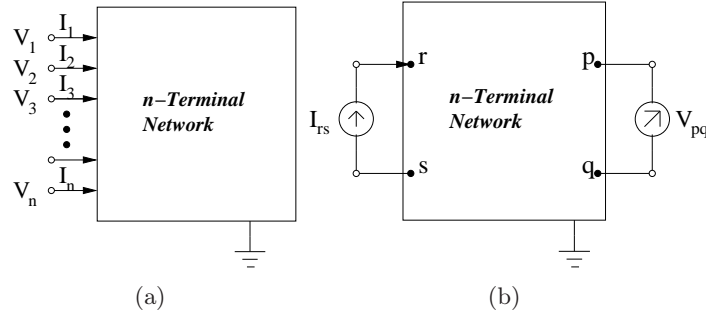 V1 I1
V2 I2
V3 I3
Vn In
n-Terminal
Network
r
s
Irs
n-Terminal
Network
p
q
Vpq
(a)
(b)